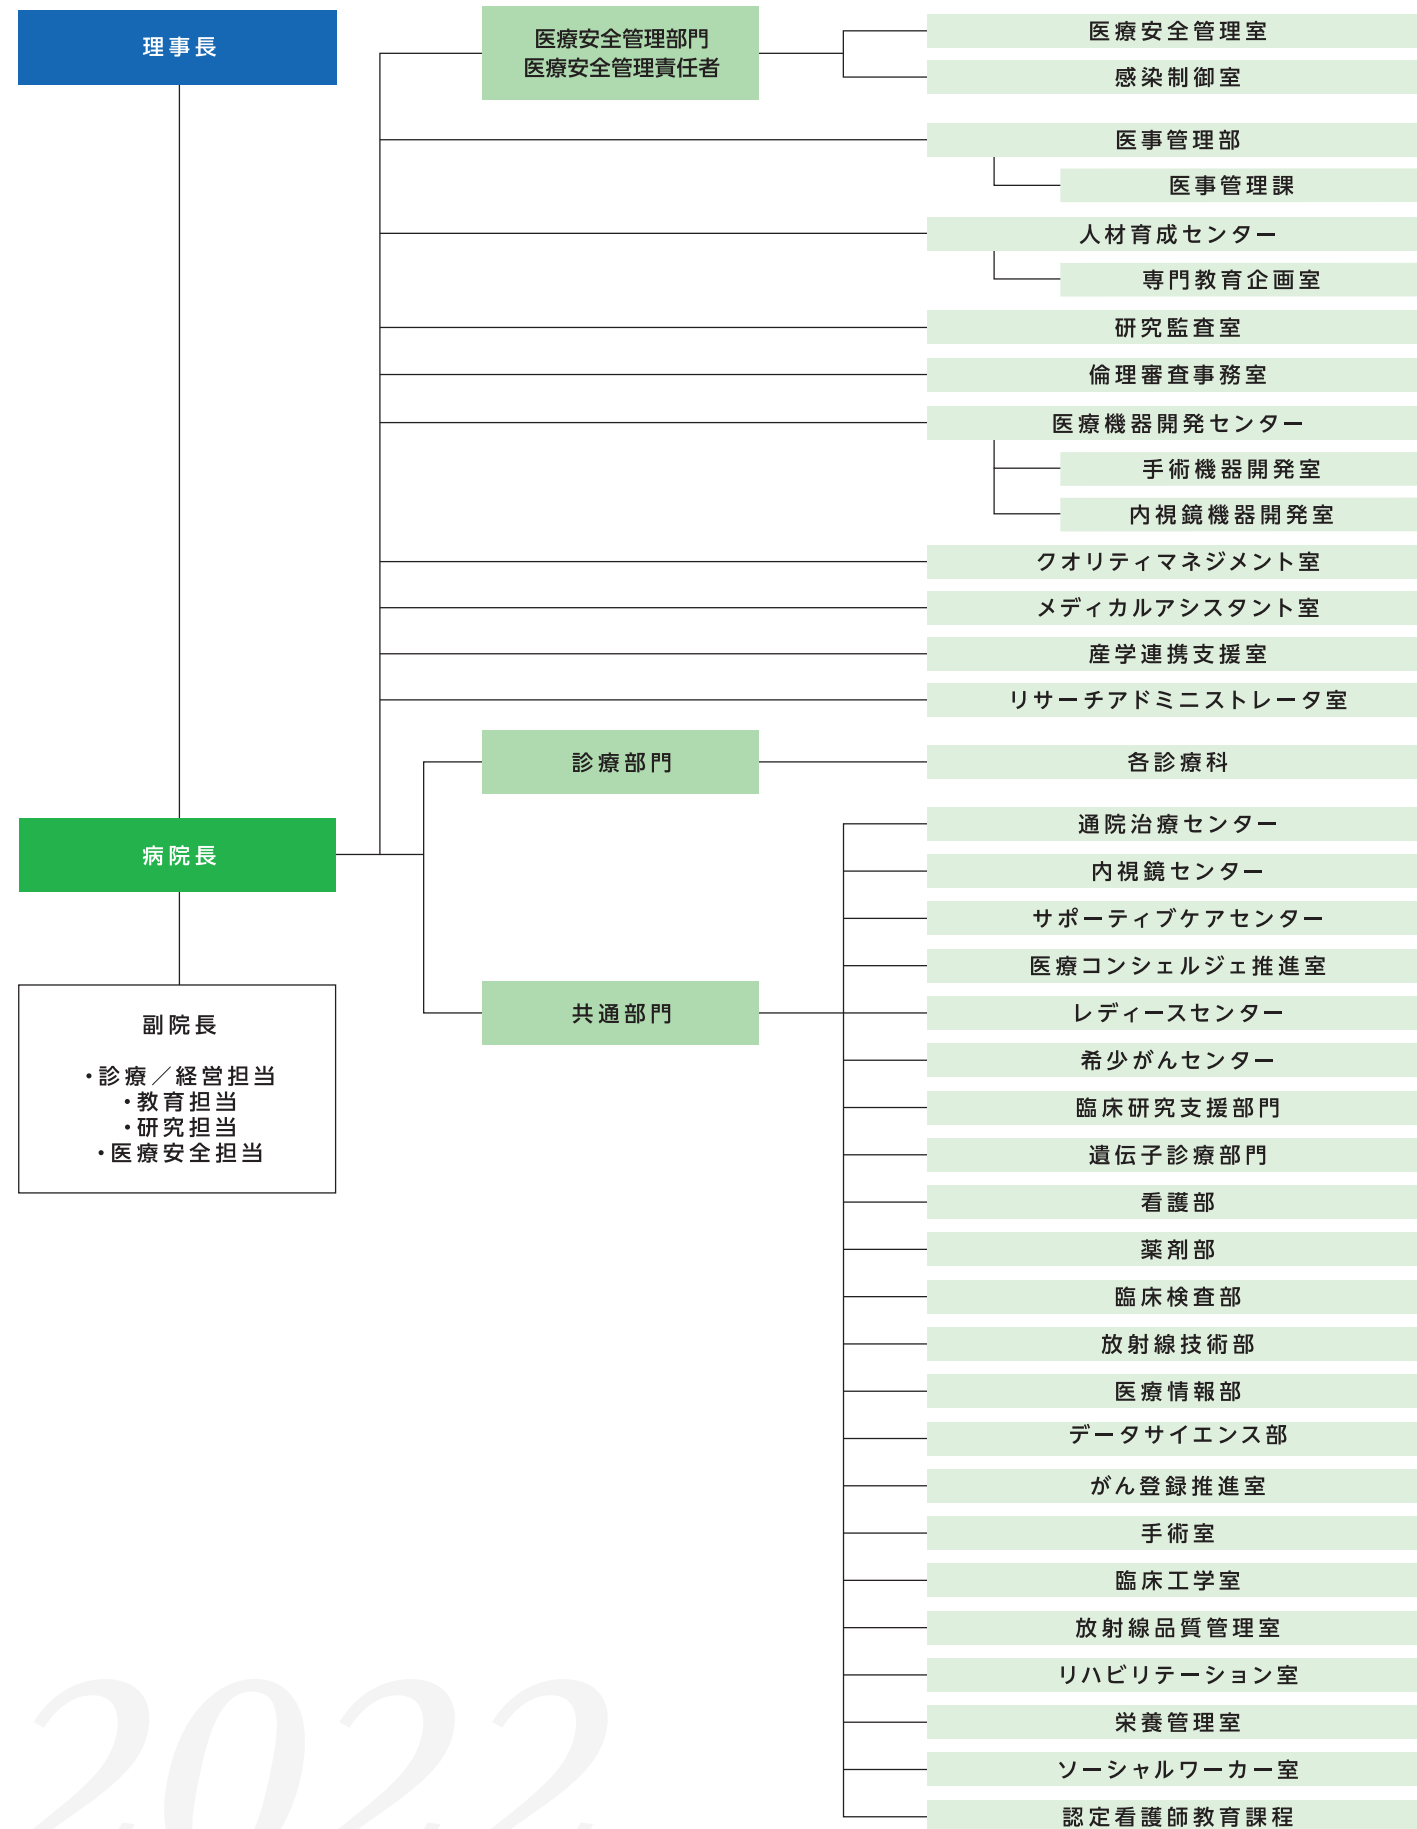 理事長
病院長
副院長
・診療／経営担当
・教育担当
・研究担当
・医療安全担当
医療安全管理部門
医療安全管理責任者
医療安全管理室
感染制御室
医事管理部
医事管理課
人材育成センター
専門教育企画室
研究監査室
倫理審査事務室
医療機器開発センター
手術機器開発室
内視鏡機器開発室
クオリティマネジメント室
メディカルアシスタント室
産学連携支援室
リサーチアドミニストレータ室
診療部門
各診療科
共通部門
通院治療センター
内視鏡センター
サポーティブケアセンター
医療コンシェルジェ推進室
レディースセンター
希少がんセンター
臨床研究支援部門
遺伝子診療部門
看護部
薬剤部
臨床検査部
放射線技術部
医療情報部
データサイエンス部
がん登録推進室
手術室
臨床工学室
放射線品質管理室
リハビリテーション室
栄養管理室
ソーシャルワーカー室
認定看護師教育課程
2022